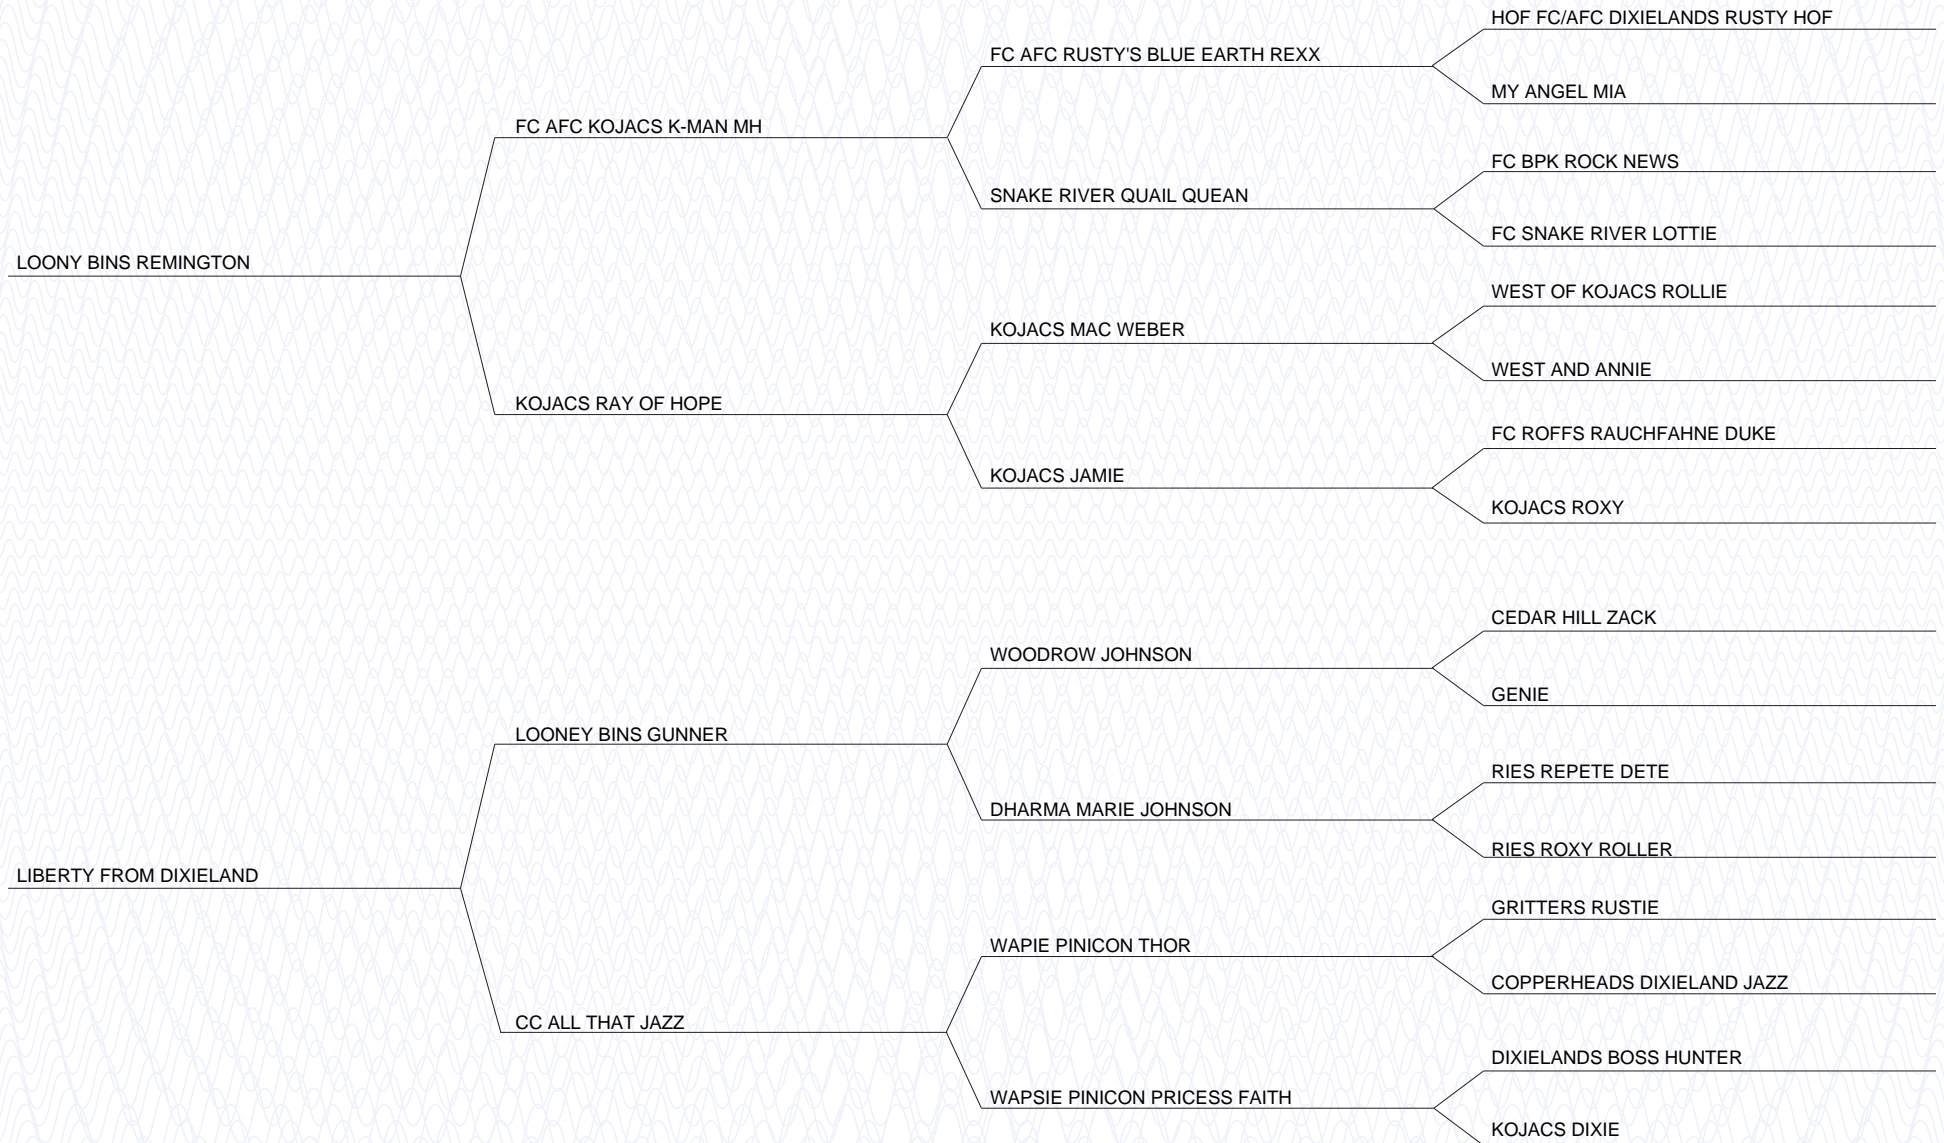 LOONY BINS REMINGTON
FC AFC KOJACS K-MAN MH
FC AFC RUSTY'S BLUE EARTH REXX
HOF FC/AFC DIXIELANDS RUSTY HOF
MY ANGEL MIA
SNAKE RIVER QUAIL QUEAN
FC BPK ROCK NEWS
FC SNAKE RIVER LOTTIE
KOJACS RAY OF HOPE
KOJACS MAC WEBER
WEST OF KOJACS ROLLIE
WEST AND ANNIE
KOJACS JAMIE
FC ROFFS RAUCHFAHNE DUKE
KOJACS ROXY
LIBERTY FROM DIXIELAND
LOONEY BINS GUNNER
WOODROW JOHNSON
CEDAR HILL ZACK
GENIE
DHARMA MARIE JOHNSON
RIES REPETE DETE
RIES ROXY ROLLER
CC ALL THAT JAZZ
WAPIE PINICON THOR
GRITTERS RUSTIE
COPPERHEADS DIXIELAND JAZZ
WAPSIE PINICON PRICESS FAITH
DIXIELANDS BOSS HUNTER
KOJACS DIXIE